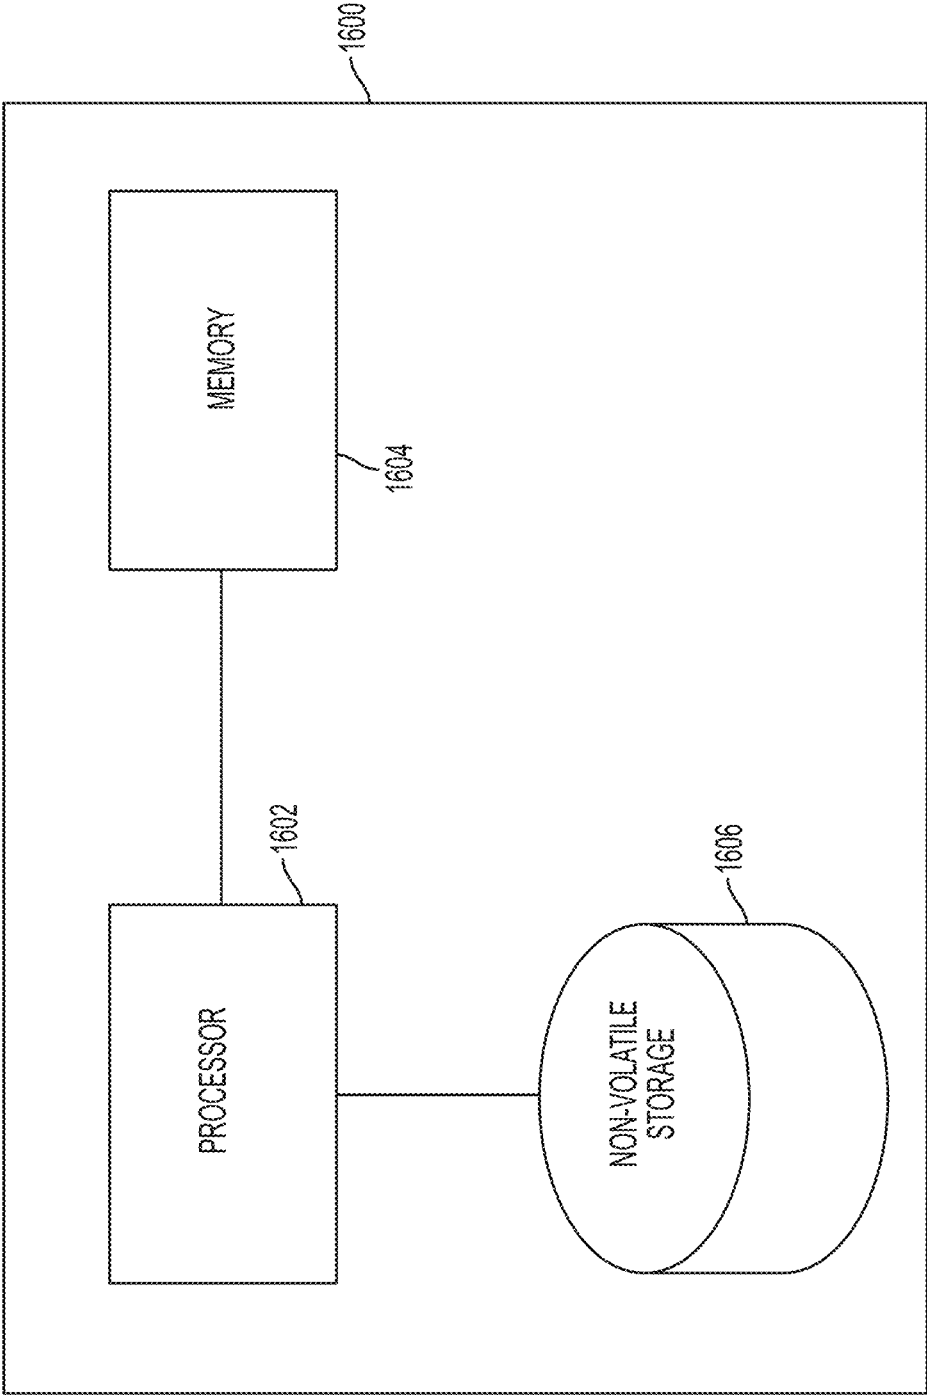 1600
PROCESSOR
1602
MEMORY
1604
NON-VOLATILE
STORAGE
1606